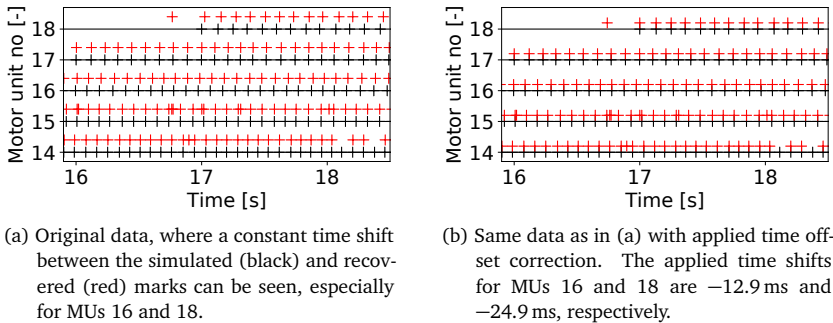 Motor unit no [-]
18
17
16
15
14
16 17 18
Time [s]
(a) Original data, where a constant time shift
between the simulated (black) and recov-
ered (red) marks can be seen, especially
for MUs 16 and 18.
Motor unit no [-]
18
17
16
15
14
16 17 18
Time [s]
(b) Same data as in (a) with applied time off-
set correction. The applied time shifts
for MUs 16 and 18 are −12.9 ms and
−24.9 ms, respectively.